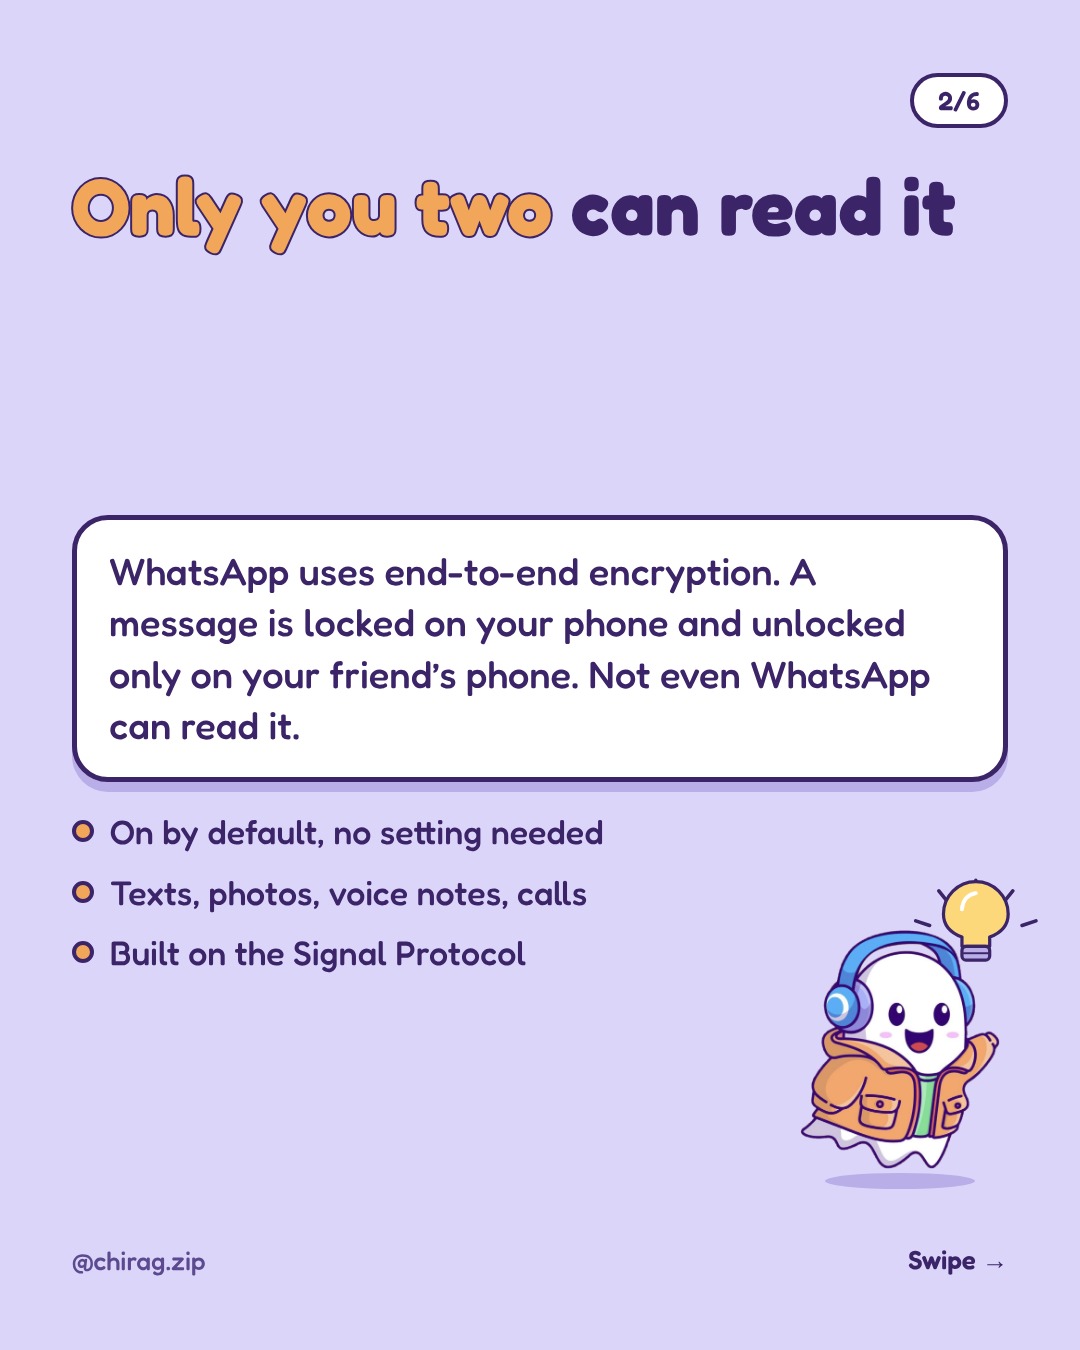 2/6
Only you two can read it
WhatsApp uses end-to-end encryption. A
message is locked on your phone and unlocked
only on your friend’s phone. Not even WhatsApp
can read it.
On by default, no setting needed
Texts, photos, voice notes, calls
Built on the Signal Protocol
@chirag.zip
Swipe →